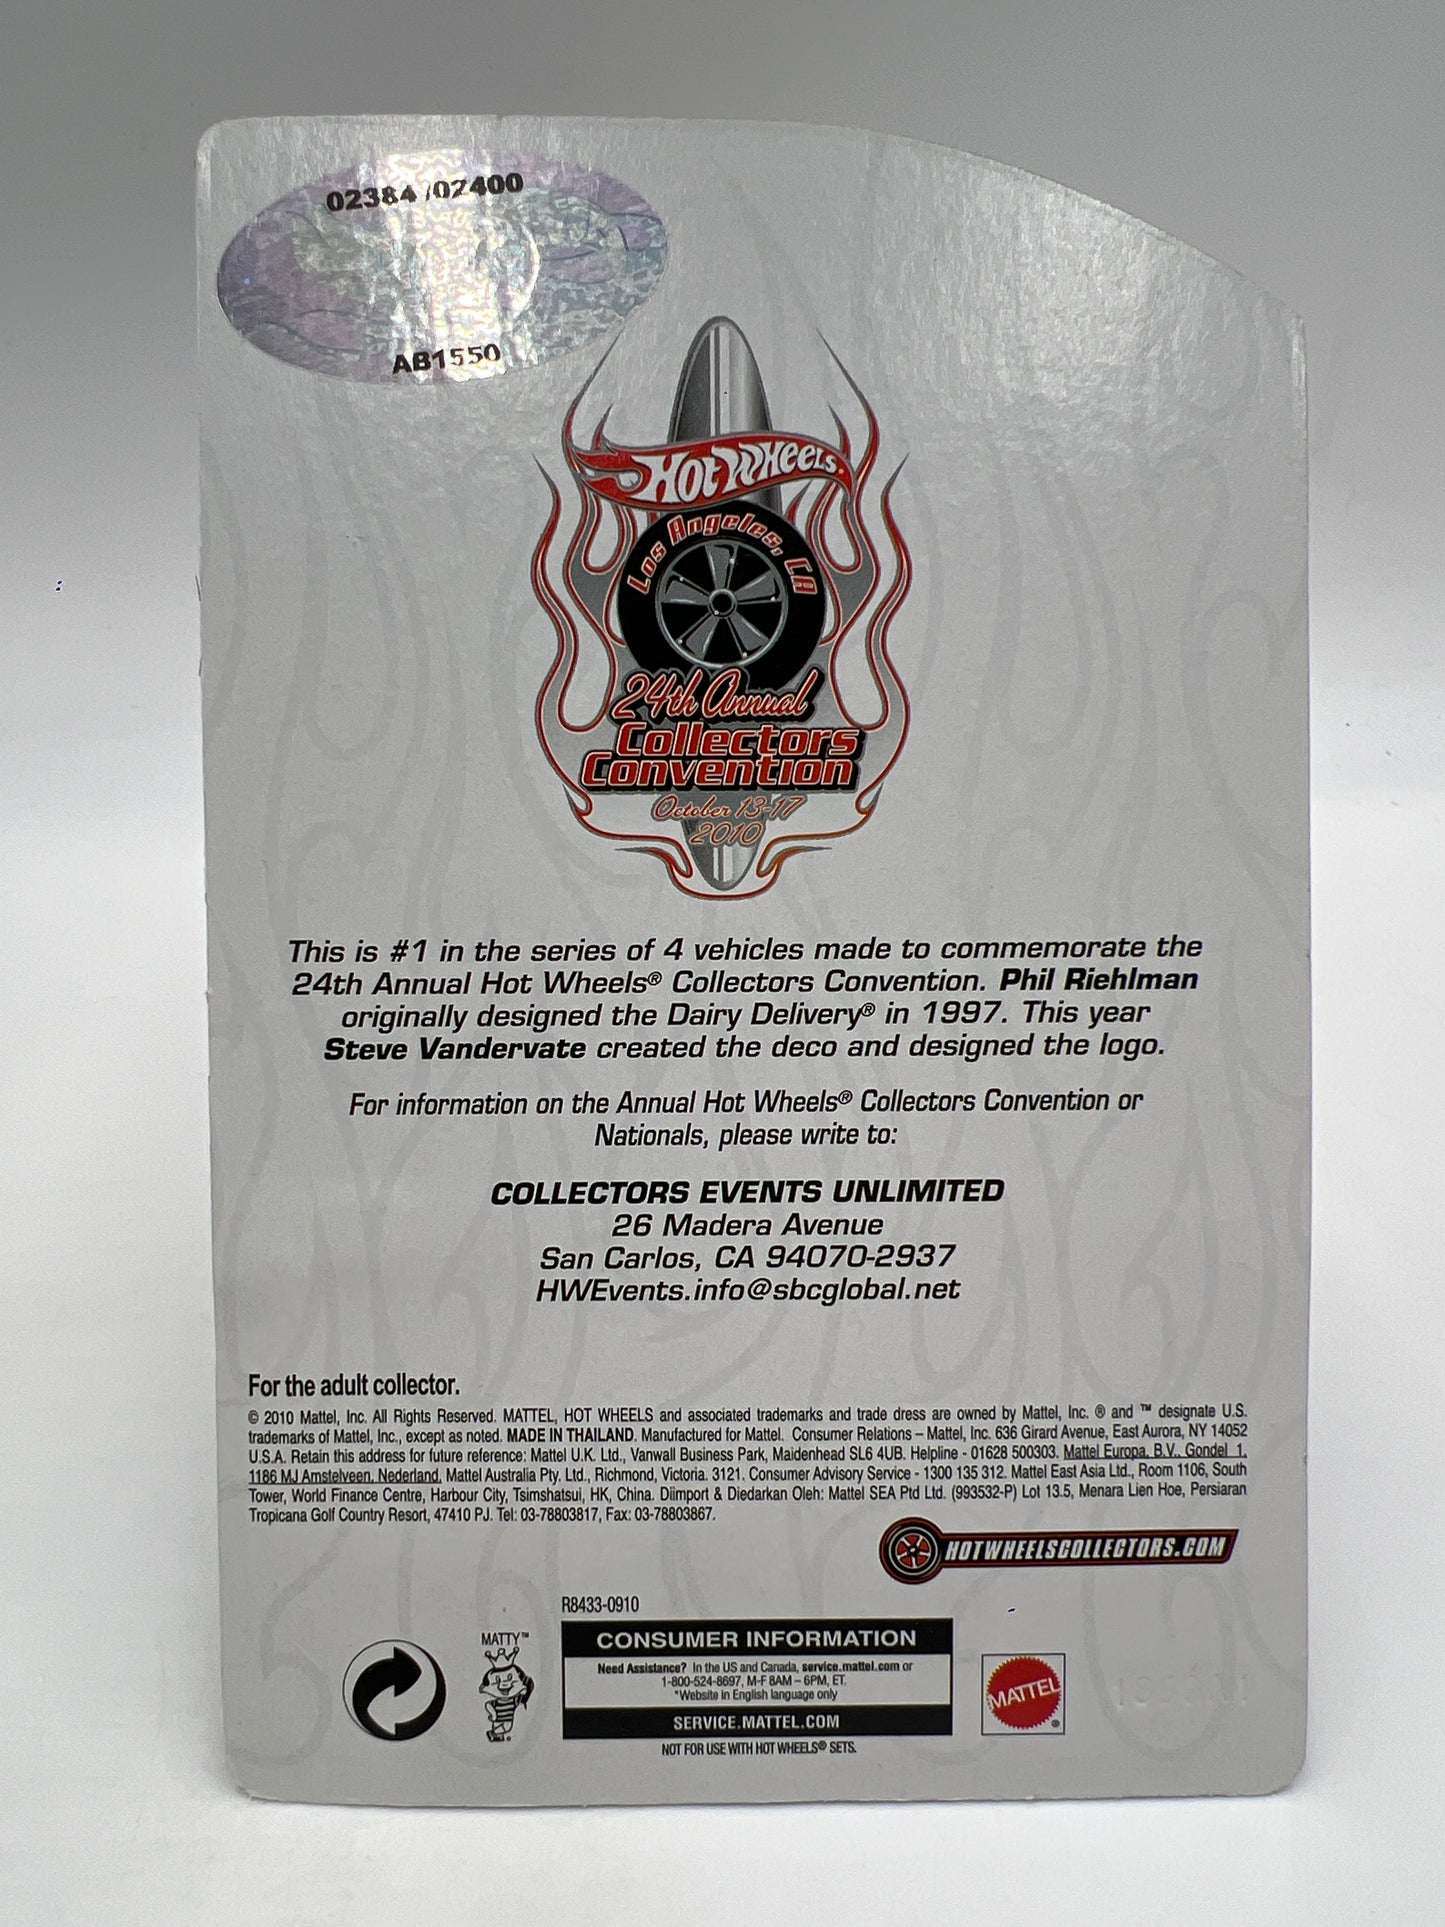 02384/02400
AB1550
HOT WHEELS
Los Angeles, CA
24th Annual
Collectors
Convention
October 13-17
2010
This is #1 in the series of 4 vehicles made to commemorate the
24th Annual Hot Wheels® Collectors Convention. Phil Riehlman
originally designed the Dairy Delivery® in 1997. This year
Steve Vandervate created the deco and designed the logo.
For information on the Annual Hot Wheels® Collectors Convention or
Nationals, please write to:
COLLECTORS EVENTS UNLIMITED
26 Madera Avenue
San Carlos, CA 94070-2937
HWEvents.info@sbcglobal.net
For the adult collector.
© 2010 Mattel, Inc. All Rights Reserved. MATTEL, HOT WHEELS and associated trademarks and trade dress are owned by Mattel, Inc. ® and ™ designate U.S.
trademarks of Mattel, Inc., except as noted. MADE IN THAILAND. Manufactured for Mattel. Consumer Relations – Mattel, Inc. 636 Girard Avenue, East Aurora, NY 14052
U.S.A. Retain this address for future reference: Mattel U.K. Ltd., Vanwall Business Park, Maidenhead SL6 4UB. Helpline - 01628 500303. Mattel Europa, B.V., Gondel 1,
1186 MJ Amstelveen, Nederland. Mattel Australia Pty, Ltd., Richmond, Victoria. 3121. Consumer Advisory Service - 1300 135 312. Mattel East Asia Ltd., Room 1106, South
Tower, World Finance Centre, Harbour City, Tsimshatsui, HK, China. Diimport & Diedarkan Oleh: Mattel SEA Ptd Ltd. (993532-P) Lot 13.5, Menara Lien Hoe, Persiaran
Tropicana Golf Country Resort, 47410 PJ. Tel: 03-78803817, Fax: 03-78803867.
HOTWHEELSCOLLECTORS.COM
R8433-0910
MATTY™
CONSUMER INFORMATION
Need Assistance? In the US and Canada, service.mattel.com or
1-800-524-8697, M-F 8AM – 6PM, ET.
*Website in English language only
SERVICE.MATTEL.COM
NOT FOR USE WITH HOT WHEELS® SETS.
MATTEL®